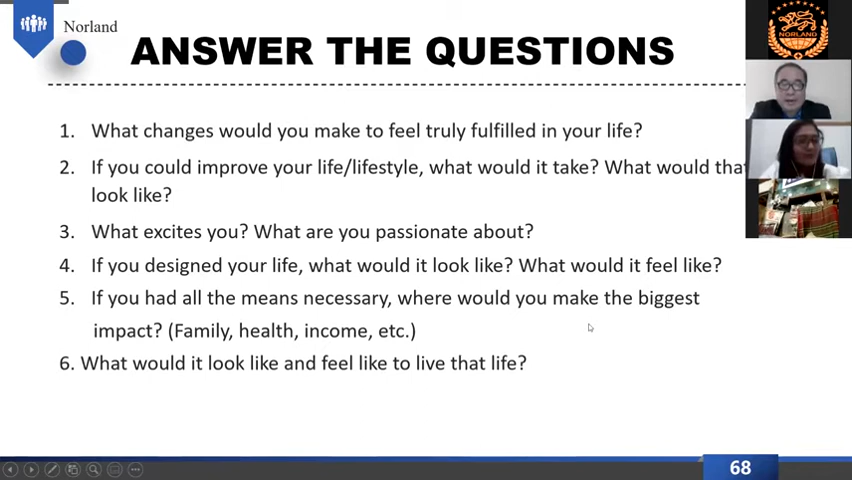 Norland
ANSWER THE QUESTIONS
NORLAND
1. What changes would you make to feel truly fulfilled in your life?
2. If you could improve your life/lifestyle, what would it take? What would that
look like?
3. What excites you? What are you passionate about?
4. If you designed your life, what would it look like? What would it feel like?
5. If you had all the means necessary, where would you make the biggest
impact? (Family, health, income, etc.)
6. What would it look like and feel like to live that life?
68